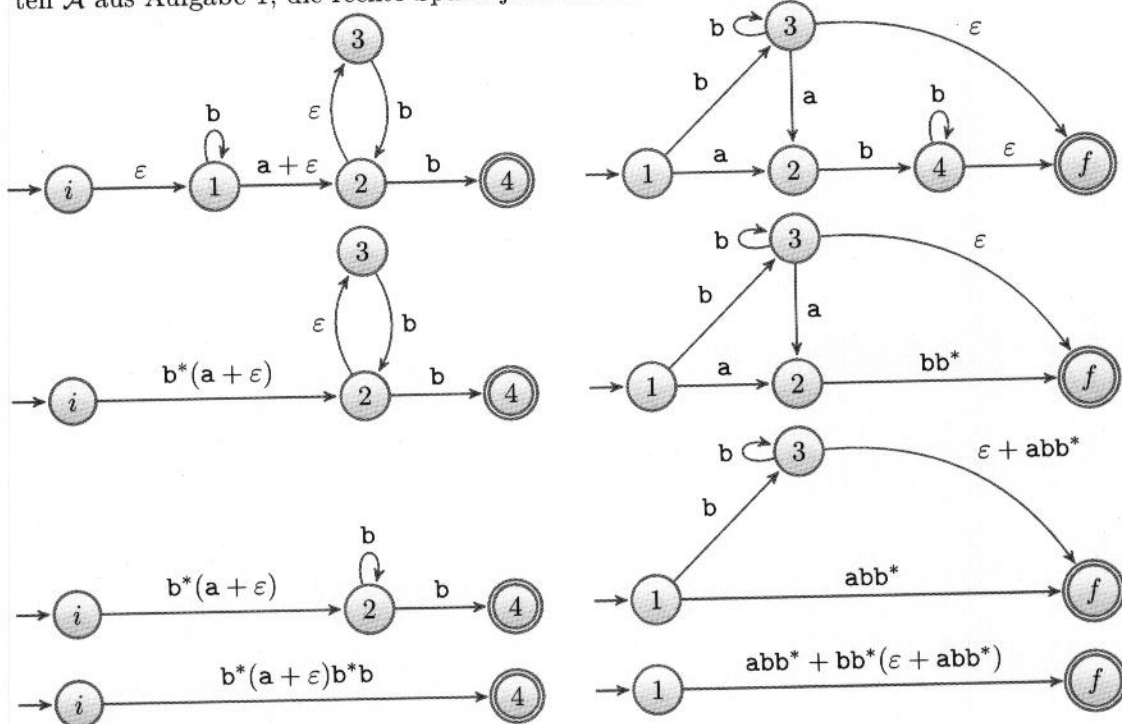 ten 𝒜 aus Aufgabe 1, die rechte Spalte
3
ε b
b
i ε 1 a + ε 2 b 4
b 3 ε
b a b
1 a 2 b 4 ε f
3
ε b
i b*(a + ε) 2 b 4
b 3 ε
b a
1 a 2 bb* f
b
i b*(a + ε) 2 b 4
b 3 ε + abb*
b
1 abb* f
i b*(a + ε)b*b 4
1 abb* + bb*(ε + abb*) f